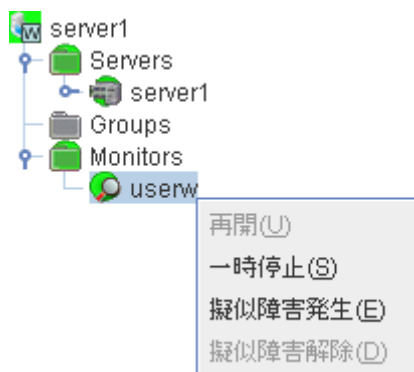 server1
Servers
server1
Groups
Monitors
userw
再開(U)
一時停止(S)
擬似障害発生(E)
擬似障害解除(D)